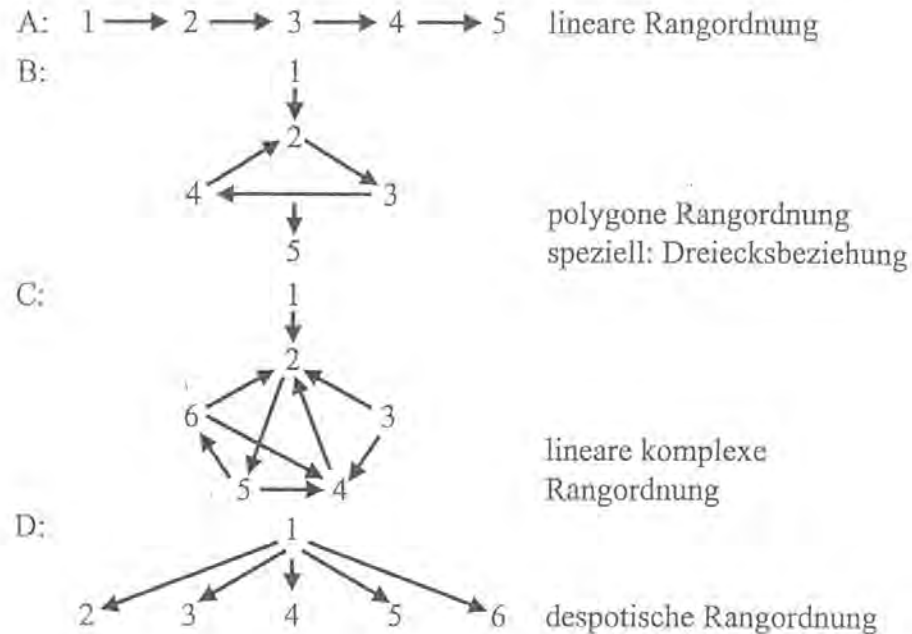 A: 1 2 3 4 5 lineare Rangordnung
B: 1
2
4 3
polygone Rangordnung
5 speziell: Dreiecksbeziehung
C: 1
2
6 3
lineare komplexe
5 4 Rangordnung
D: 1
2 3 4 5 6 despotische Rangordnung